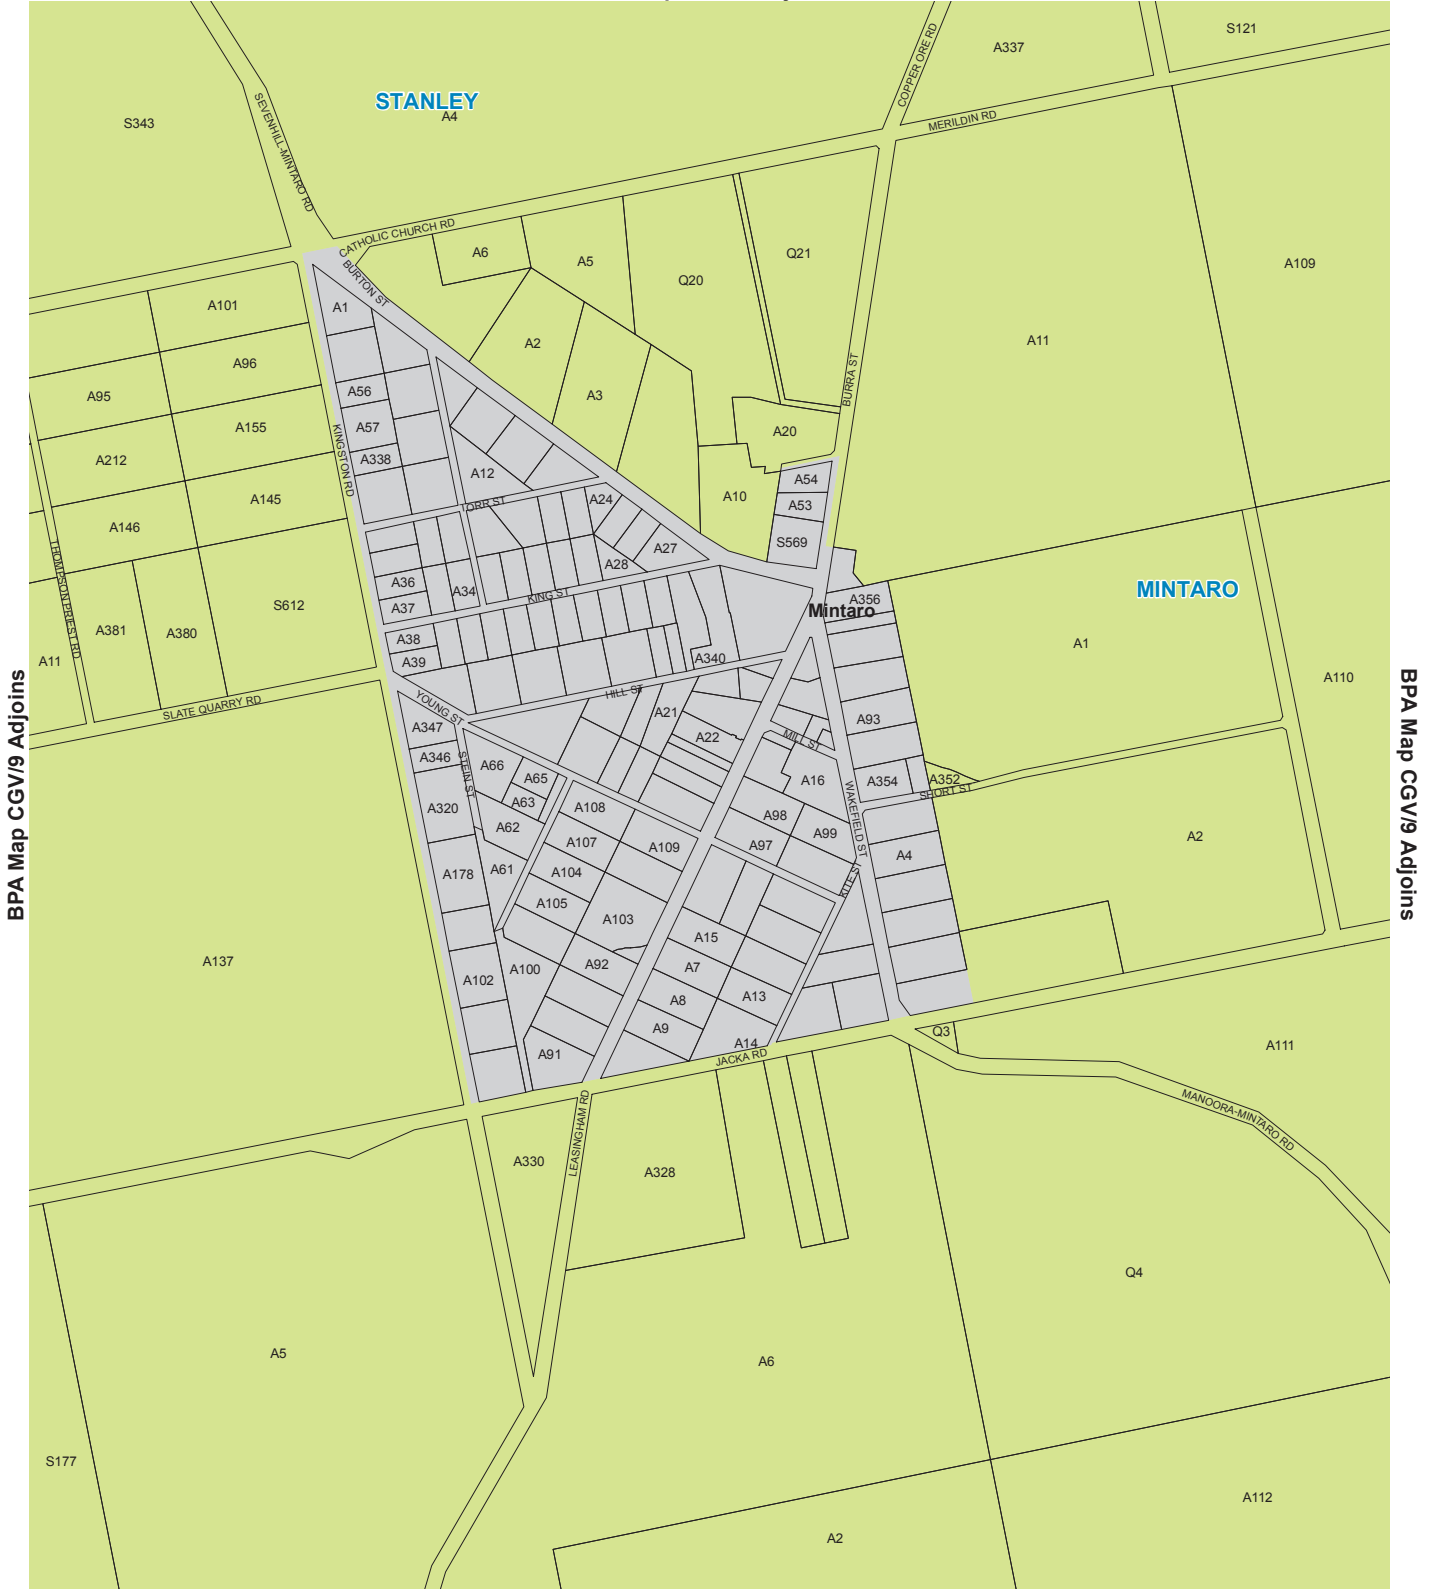 S121
A337
COPPER ORE RD
STANLEY
A4
S343
SEVENHILL-MINTARO RD
MERILDIN RD
CATHOLIC CHURCH RD
A6
A5
Q20
Q21
A109
BURTON ST
A101
A1
A2
A11
A96
A3
BURRA ST
A95
A56
A155
A57
A20
A212
A338
KINGSTON RD
A12
A54
A145
A24
A10
A53
TORR ST
A146
A27
S569
THOMPSON PRIEST RD
A28
A36
A34
KING ST
MINTARO
A356
Mintaro
S612
A37
A381
A380
A38
A1
A11
A39
A340
A110
SLATE QUARRY RD
YOUNG ST
HILL ST
A347
A21
A93
A22
MILL ST
BPA Map CGV/9 Adjoins
BPA Map CGV/9 Adjoins
A346
STEIN ST
A66
A65
A16
A354
A352
SHORT ST
A320
A63
A108
A98
WAKEFIELD ST
A62
A107
A109
A97
A99
A2
A4
A178
A61
A104
KITE ST
A105
A103
A15
A137
A102
A100
A92
A7
A8
A13
A9
A14
Q3
A91
JACKA RD
A111
LEASINGHAM RD
MANOORA-MINTARO RD
A330
A328
Q4
A5
A6
S177
A112
A2